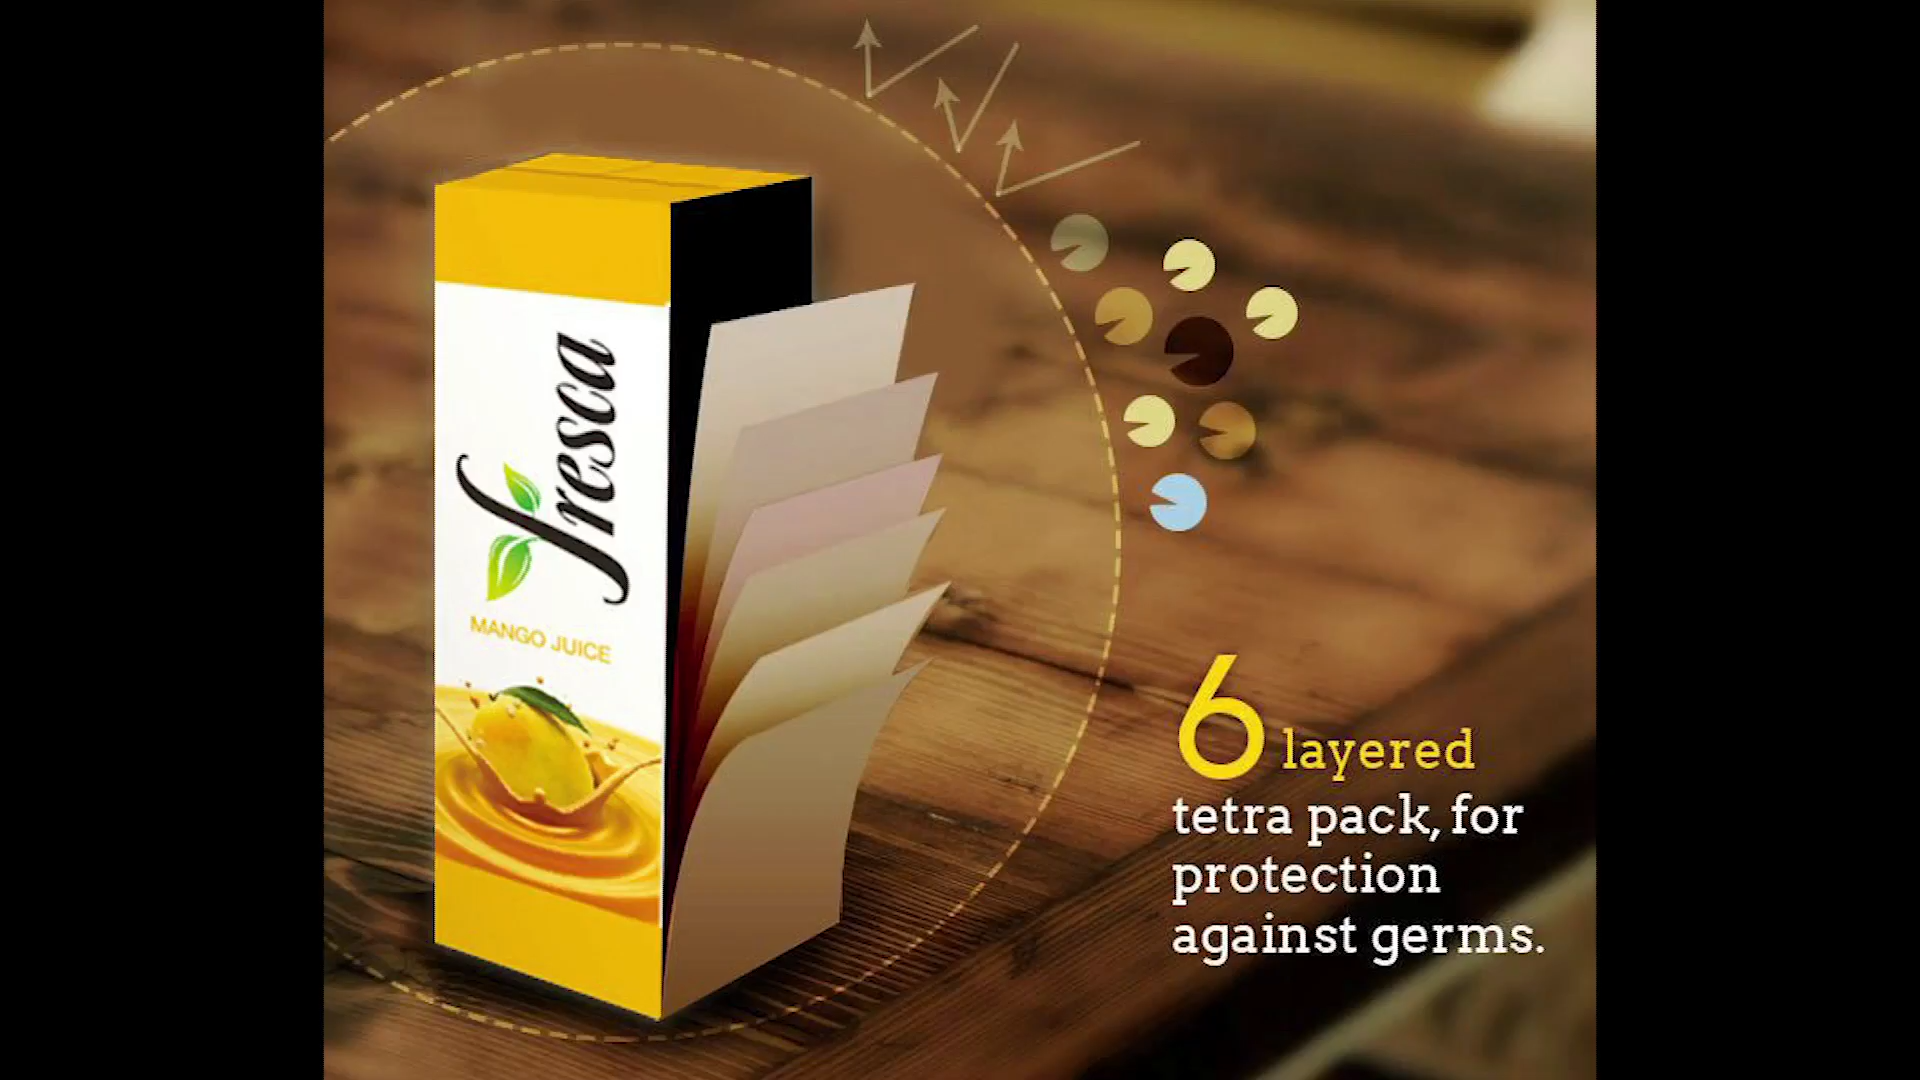 fresca
MANGO JUICE
6 layered
tetra pack, for
protection
against germs.